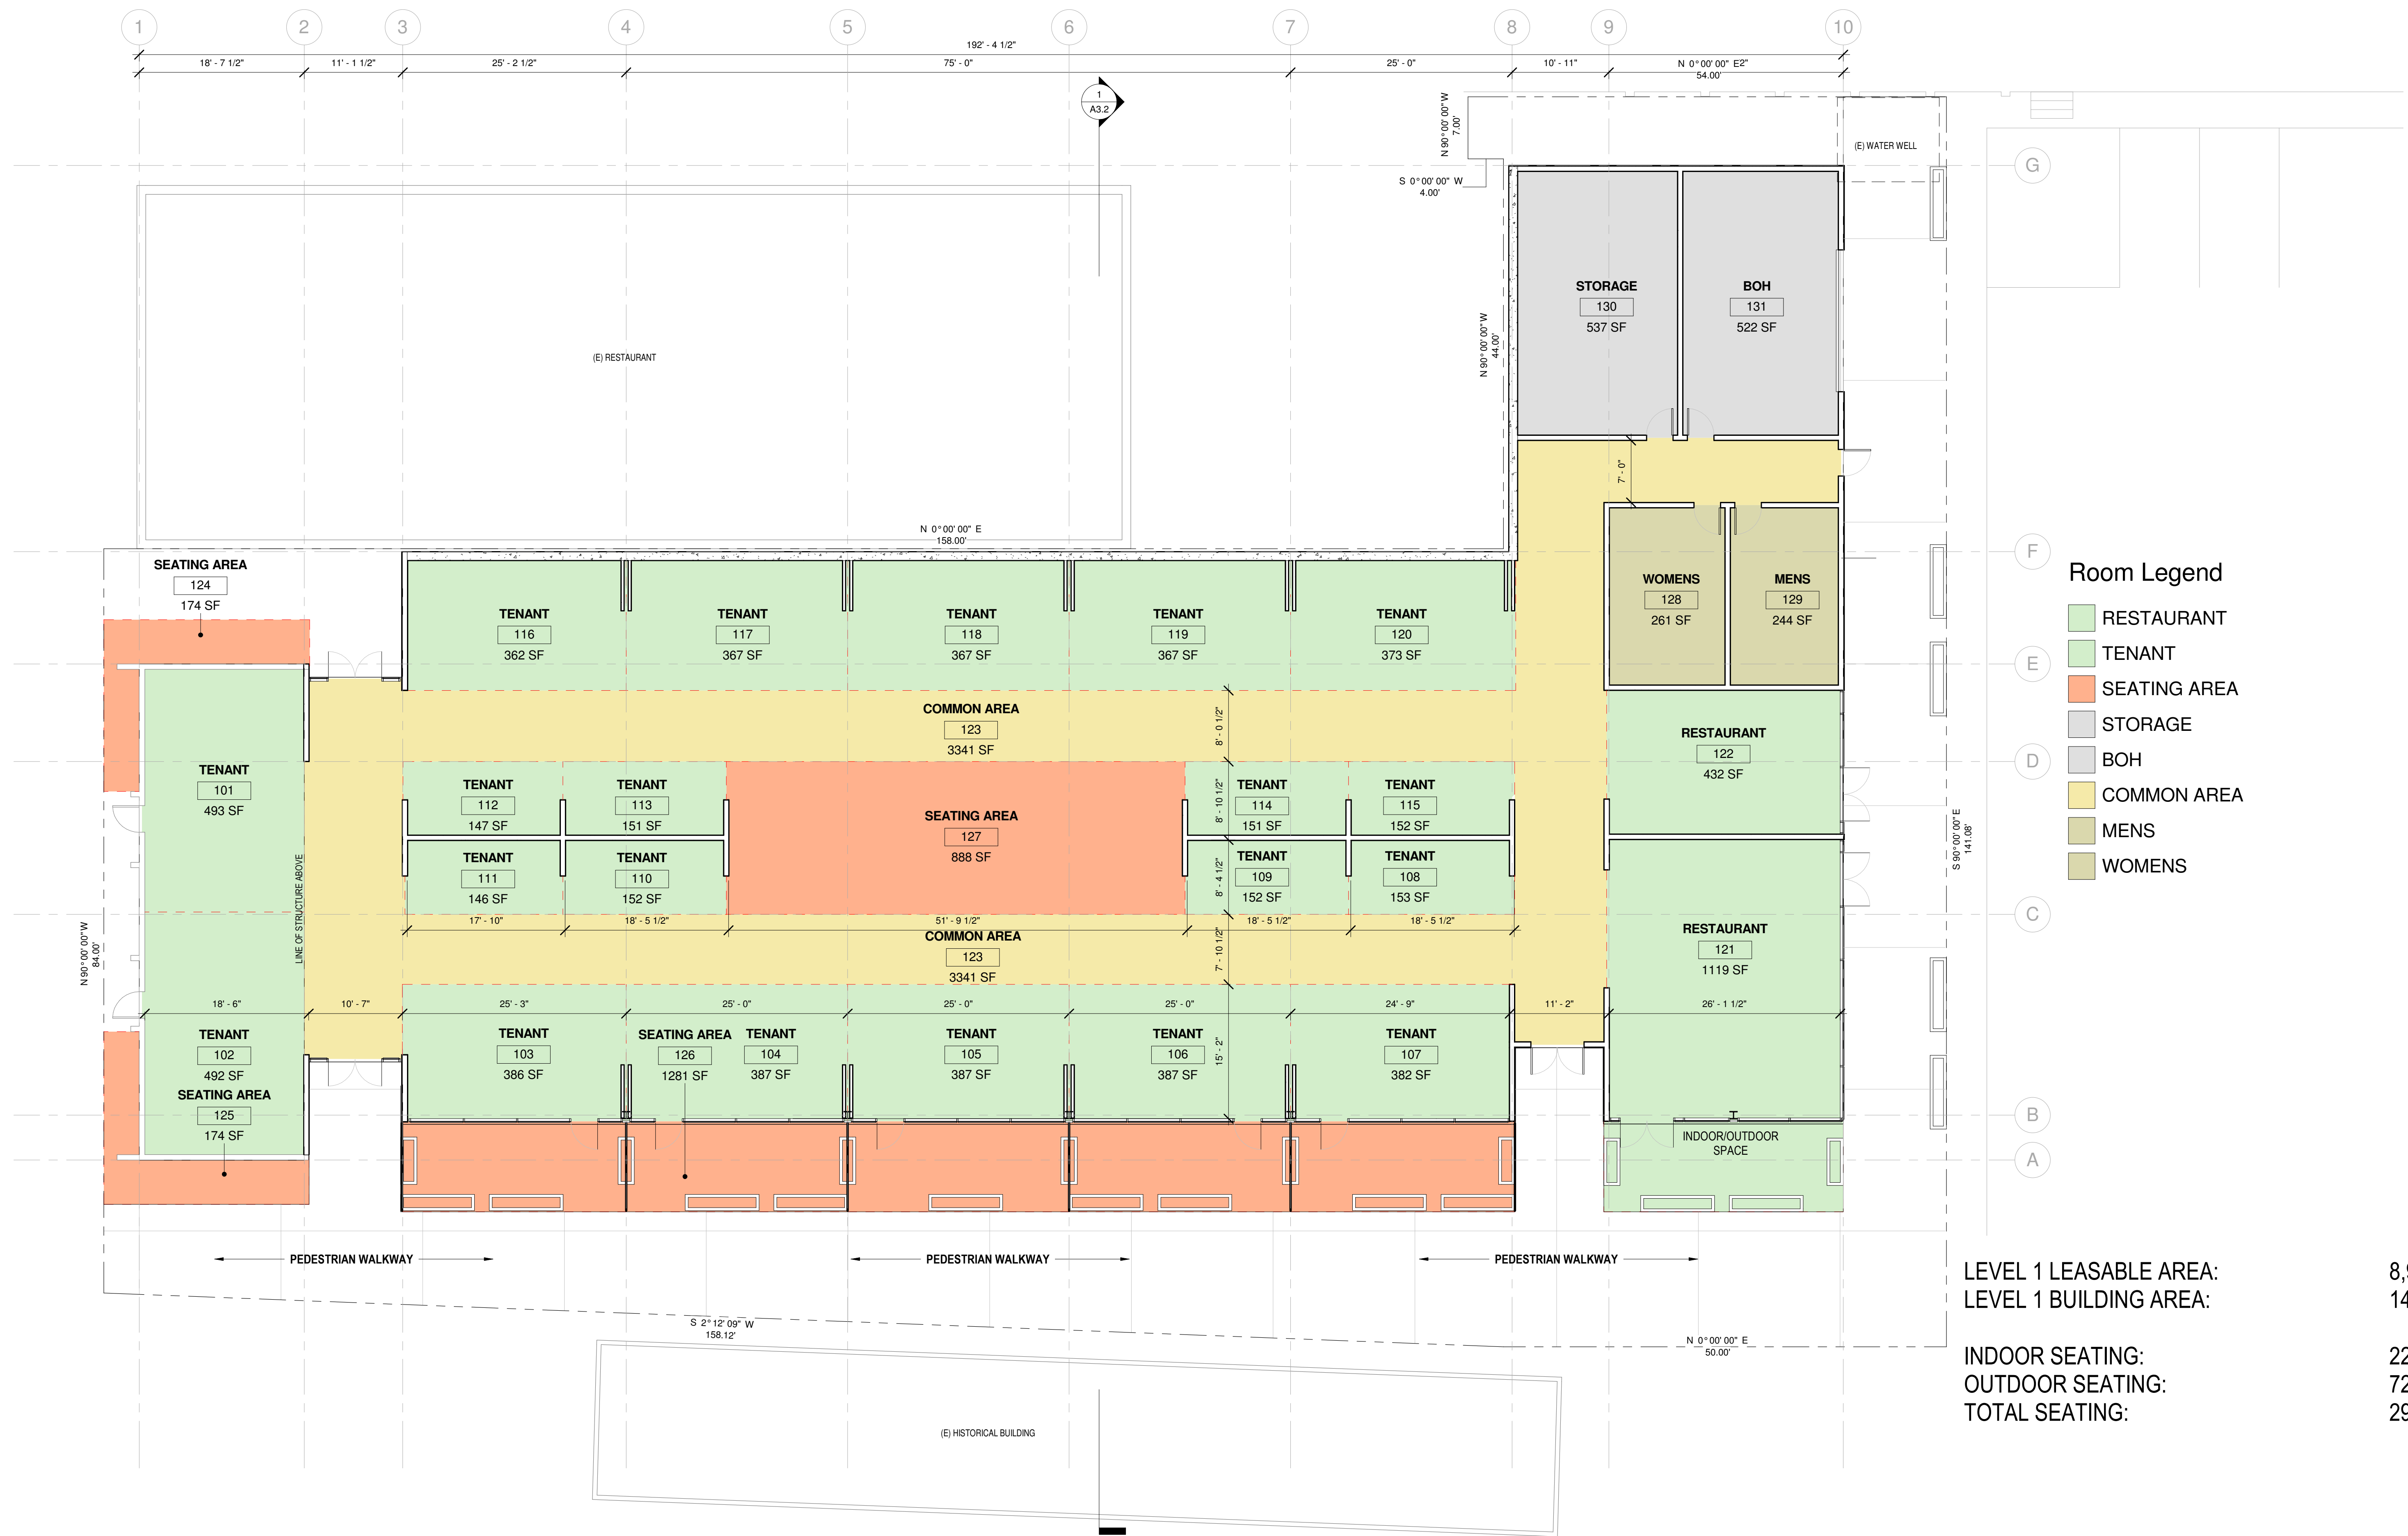 1 2 3 4 5 6 7 8 9 10
192' - 4 1/2"
18' - 7 1/2" 11' - 1 1/2" 25' - 2 1/2" 75' - 0" 25' - 0" 10' - 11" N 0°00' 00" E 2"
54.00'
1
A3.2
N 90°00' 00" W
7.00'
(E) WATER WELL
G
S 0°00' 00" W
4.00'
STORAGE
130
537 SF
BOH
131
522 SF
N 90°00' 00" W
44.00'
(E) RESTAURANT
7' - 0"
N 0°00' 00" E
158.00'
F
SEATING AREA
124
174 SF
WOMENS
128
261 SF
MENS
129
244 SF
Room Legend
RESTAURANT
TENANT
SEATING AREA
STORAGE
BOH
COMMON AREA
MENS
WOMENS
TENANT
116
362 SF
TENANT
117
367 SF
TENANT
118
367 SF
TENANT
119
367 SF
TENANT
120
373 SF
E
COMMON AREA
123
3341 SF
8' - 0 1/2"
RESTAURANT
122
432 SF
D
TENANT
101
493 SF
TENANT
112
147 SF
TENANT
113
151 SF
SEATING AREA
127
888 SF
8' - 10 1/2"
TENANT
114
151 SF
TENANT
115
152 SF
S 90°00' 00" E
141.08'
LINE OF STRUCTURE ABOVE
TENANT
111
146 SF
TENANT
110
152 SF
8' - 4 1/2"
TENANT
109
152 SF
TENANT
108
153 SF
C
17' - 10" 18' - 5 1/2" 51' - 9 1/2" 18' - 5 1/2" 18' - 5 1/2"
N 90°00' 00" W
84.00'
COMMON AREA
123
3341 SF
7' - 10 1/2"
RESTAURANT
121
1119 SF
18' - 6" 10' - 7" 25' - 3" 25' - 0" 25' - 0" 25' - 0" 24' - 9" 11' - 2" 26' - 1 1/2"
TENANT
102
492 SF
TENANT
103
386 SF
SEATING AREA
126
1281 SF
TENANT
104
387 SF
TENANT
105
387 SF
TENANT
106
387 SF
15' - 2"
TENANT
107
382 SF
SEATING AREA
125
174 SF
B
INDOOR/OUTDOOR
SPACE
A
PEDESTRIAN WALKWAY PEDESTRIAN WALKWAY PEDESTRIAN WALKWAY
LEVEL 1 LEASABLE AREA: 8,
LEVEL 1 BUILDING AREA: 14
S 2°12' 09" W
158.12'
N 0°00' 00" E
50.00'
INDOOR SEATING: 22
OUTDOOR SEATING: 72
TOTAL SEATING: 29
(E) HISTORICAL BUILDING